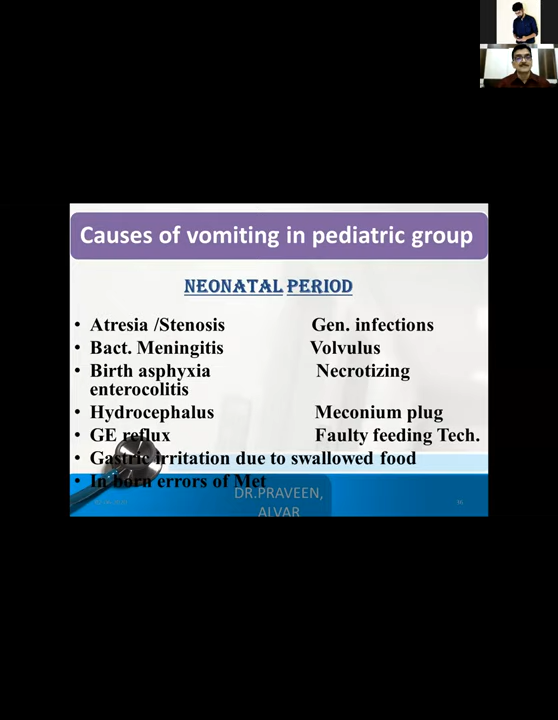 Causes of vomiting in pediatric group
NEONATAL PERIOD
• Atresia /Stenosis Gen. infections
• Bact. Meningitis Volvulus
• Birth asphyxia Necrotizing
enterocolitis
• Hydrocephalus Meconium plug
• GE reflux Faulty feeding Tech.
• Gastric irritation due to swallowed food
• In born errors of Met
DR.PRAVEEN,
ALVAR
36